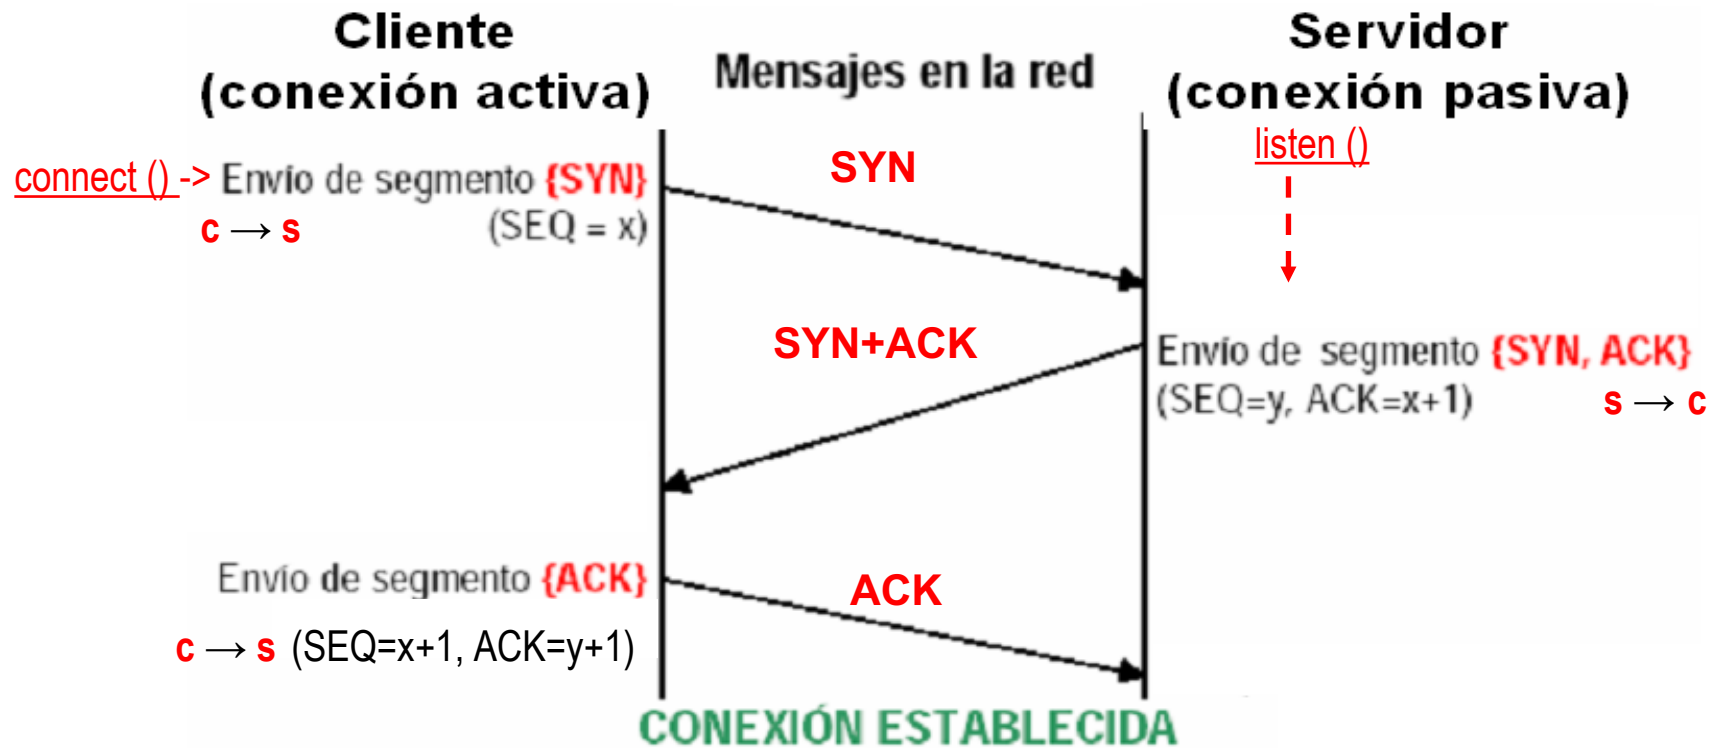 Cliente
(conexión activa)
Mensajes en la red
Servidor
(conexión pasiva)
listen ()
connect () -> Envío de segmento {SYN}
c → s (SEQ = x)
SYN
SYN+ACK
Envío de segmento {SYN, ACK}
(SEQ=y, ACK=x+1) s → c
Envío de segmento {ACK}
ACK
c → s (SEQ=x+1, ACK=y+1)
CONEXIÓN ESTABLECIDA